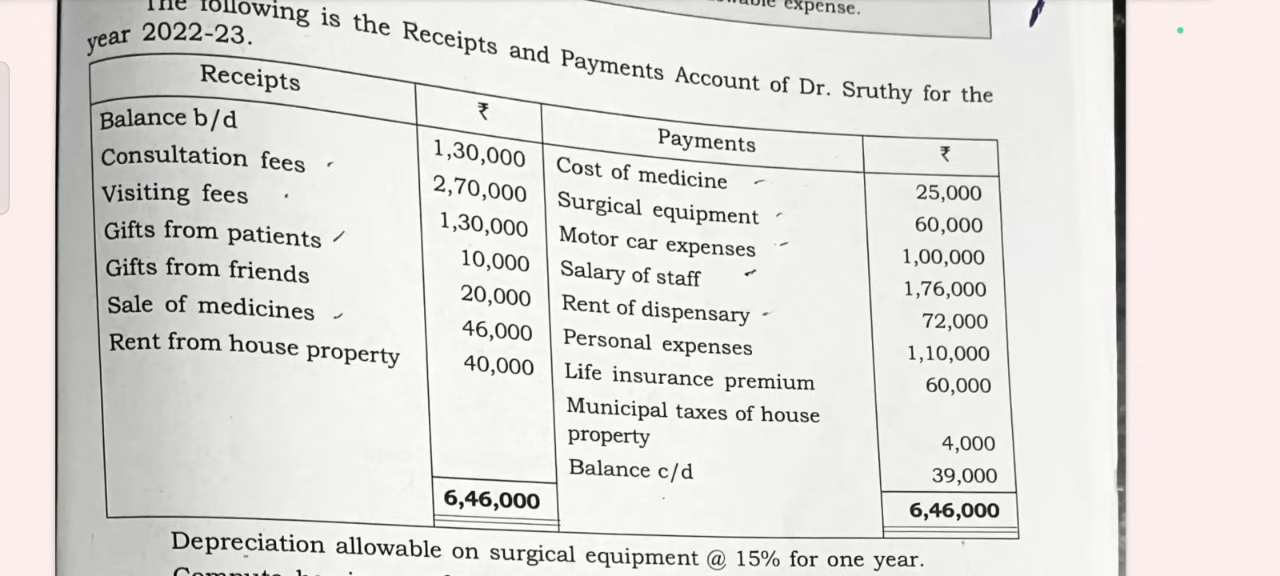 expense.
The following is the Receipts and Payments Account of Dr. Sruthy for the
year 2022-23.
Receipts ₹ Payments ₹
Balance b/d 1,30,000 Cost of medicine 25,000
Consultation fees 2,70,000 Surgical equipment 60,000
Visiting fees 1,30,000 Motor car expenses 1,00,000
Gifts from patients 10,000 Salary of staff 1,76,000
Gifts from friends 20,000 Rent of dispensary 72,000
Sale of medicines 46,000 Personal expenses 1,10,000
Rent from house property 40,000 Life insurance premium 60,000
Municipal taxes of house
property 4,000
Balance c/d 39,000
6,46,000 6,46,000
Depreciation allowable on surgical equipment @ 15% for one year.